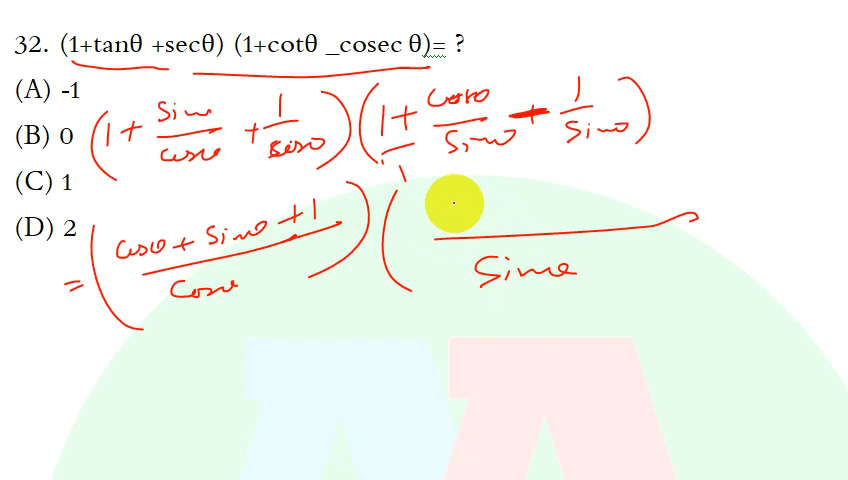 32. (1+tanθ +secθ) (1+cotθ _cosec θ)= ?
(A) -1
(B) 0
(C) 1
(D) 2
(1 + sinθ/cosθ + 1/cosθ) (1 + cosθ/sinθ - 1/sinθ)
= (cosθ + sinθ + 1 / cosθ) ( / sinθ